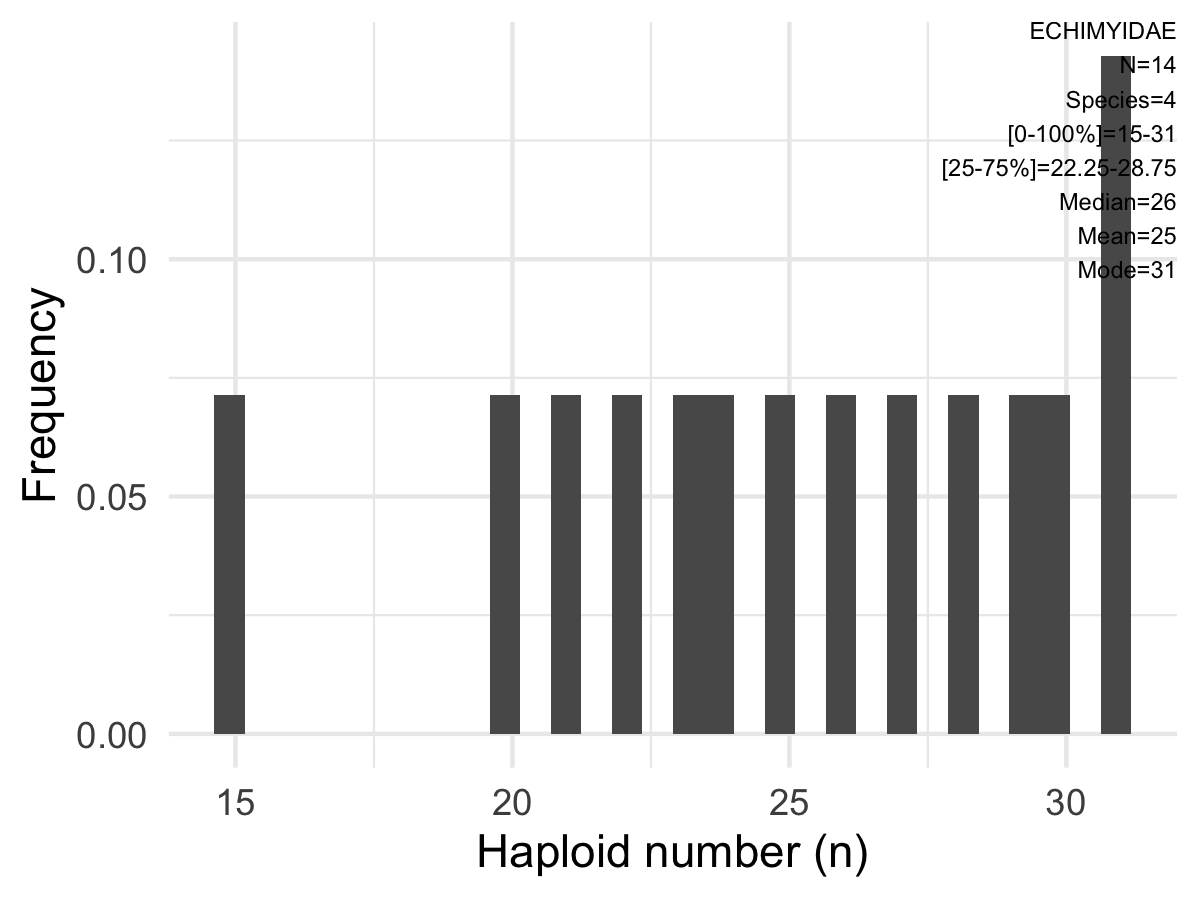 ECHIMYIDAE
N=14
Species=4
[0-100%]=15-31
[25-75%]=22.25-28.75
Median=26
Mean=25
Mode=31
0.10
0.05
0.00
Frequency
15 20 25 30
Haploid number (n)